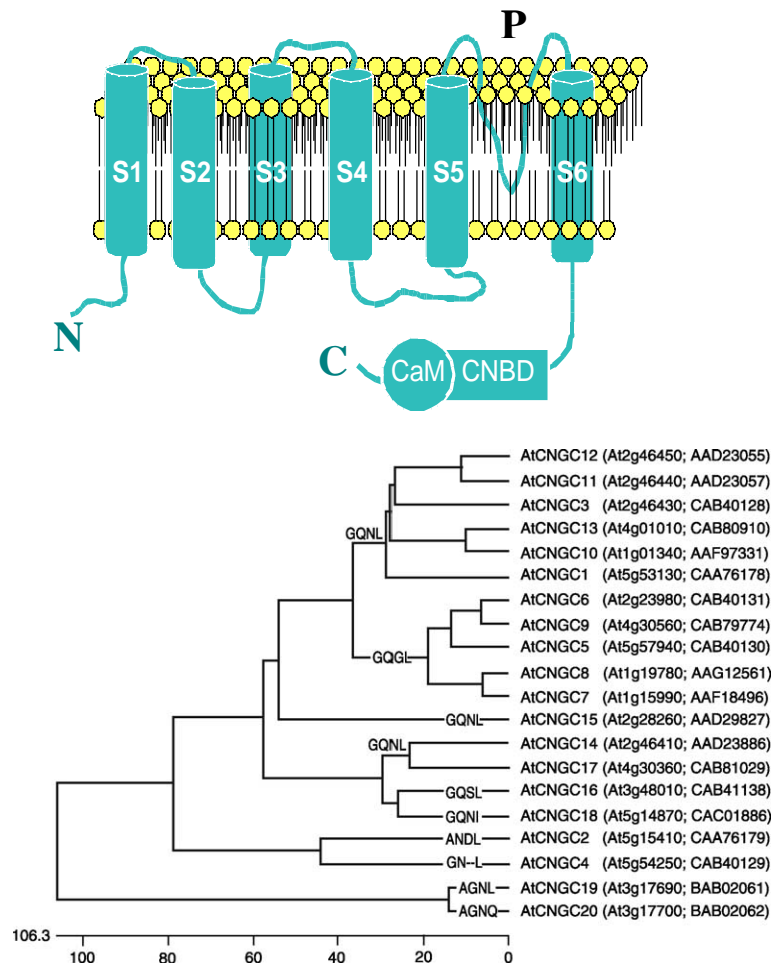 P
S1 S2 S3 S4 S5 S6
N
C
CaM CNBD
AtCNGC12 (At2g46450; AAD23055)
AtCNGC11 (At2g46440; AAD23057)
AtCNGC3 (At2g46430; CAB40128)
AtCNGC13 (At4g01010; CAB80910)
GQNL
AtCNGC10 (At1g01340; AAF97331)
AtCNGC1 (At5g53130; CAA76178)
AtCNGC6 (At2g23980; CAB40131)
AtCNGC9 (At4g30560; CAB79774)
AtCNGC5 (At5g57940; CAB40130)
GQGL
AtCNGC8 (At1g19780; AAG12561)
AtCNGC7 (At1g15990; AAF18496)
GQNL AtCNGC15 (At2g28260; AAD29827)
GQNL AtCNGC14 (At2g46410; AAD23886)
AtCNGC17 (At4g30360; CAB81029)
GQSL AtCNGC16 (At3g48010; CAB41138)
GQNI AtCNGC18 (At5g14870; CAC01886)
ANDL AtCNGC2 (At5g15410; CAA76179)
GN--L AtCNGC4 (At5g54250; CAB40129)
AGNL AtCNGC19 (At3g17690; BAB02061)
AGNQ AtCNGC20 (At3g17700; BAB02062)
106.3
100 80 60 40 20 0